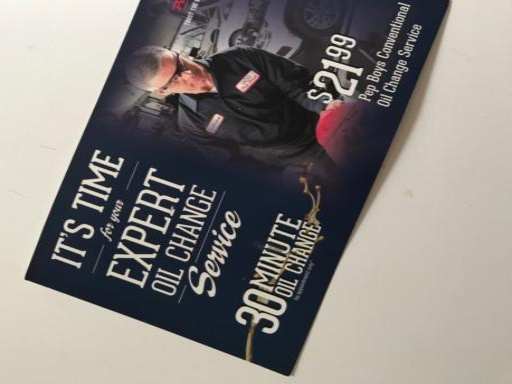 IT'S TIME
for your
EXPERT
OIL CHANGE
Service
30 MINUTE
OIL CHANGE
$21.99
Pep Boys Conventional
Oil Change Service